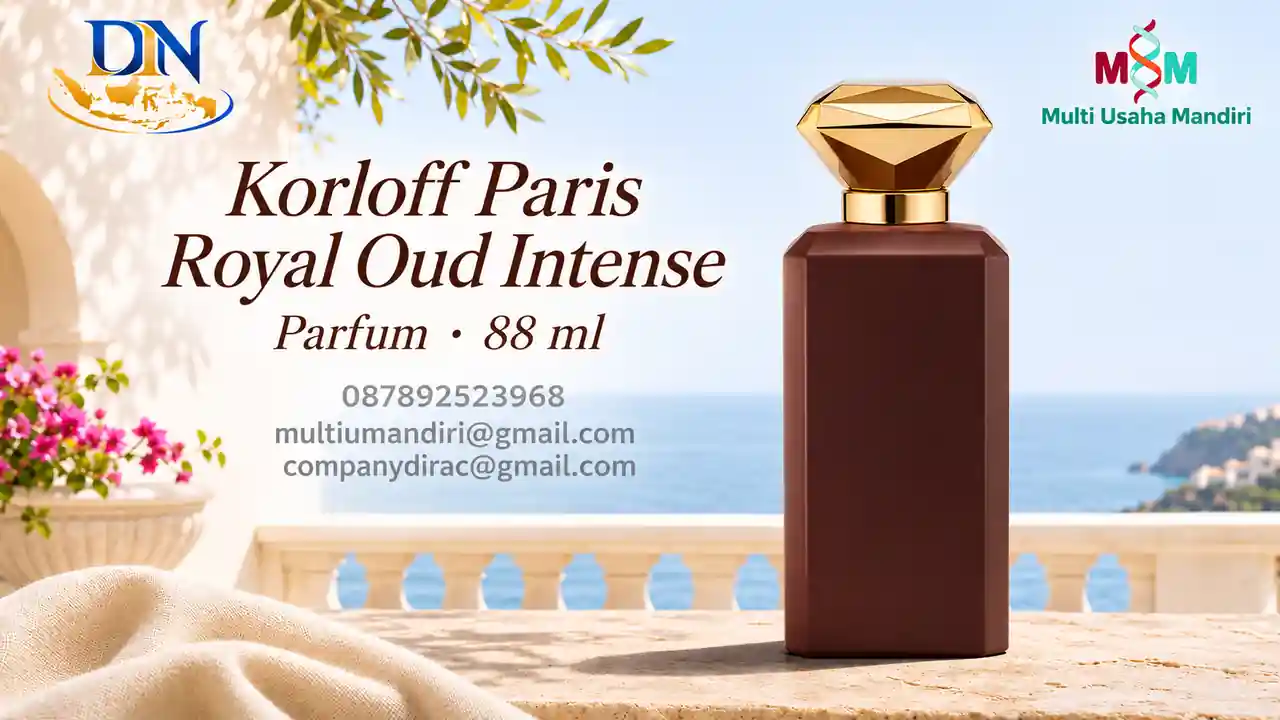 DIN
MSM
Multi Usaha Mandiri
Korloff Paris
Royal Oud Intense
Parfum • 88 ml
087892523968
multiumandiri@gmail.com
companydirac@gmail.com